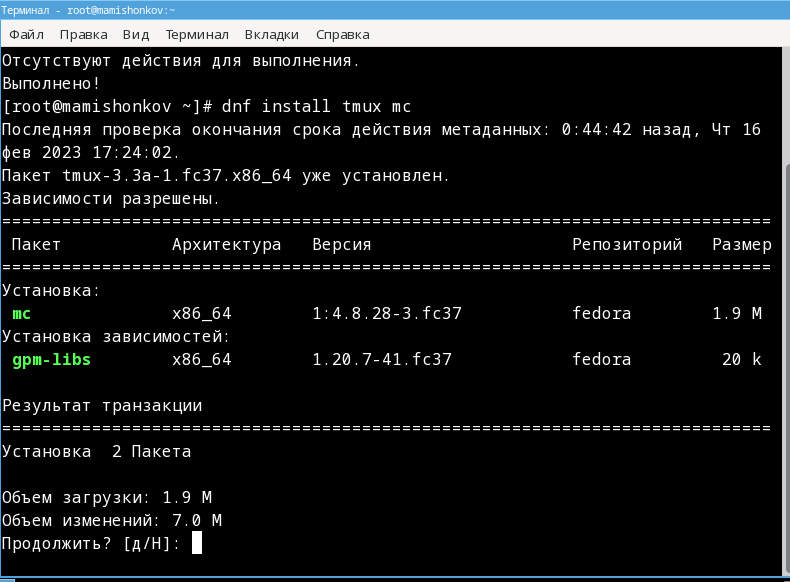 Терминал - root@mamishonkov:~
Файл Правка Вид Терминал Вкладки Справка
Отсутствуют действия для выполнения.
Выполнено!
[root@mamishonkov ~]# dnf install tmux mc
Последняя проверка окончания срока действия метаданных: 0:44:42 назад, Чт 16
фев 2023 17:24:02.
Пакет tmux-3.3a-1.fc37.x86_64 уже установлен.
Зависимости разрешены.
=============================================================================
Пакет Архитектура Версия Репозиторий Размер
=============================================================================
Установка:
mc x86_64 1:4.8.28-3.fc37 fedora 1.9 M
Установка зависимостей:
gpm-libs x86_64 1.20.7-41.fc37 fedora 20 k
Результат транзакции
=============================================================================
Установка 2 Пакета
Объем загрузки: 1.9 M
Объем изменений: 7.0 M
Продолжить? [д/Н]: